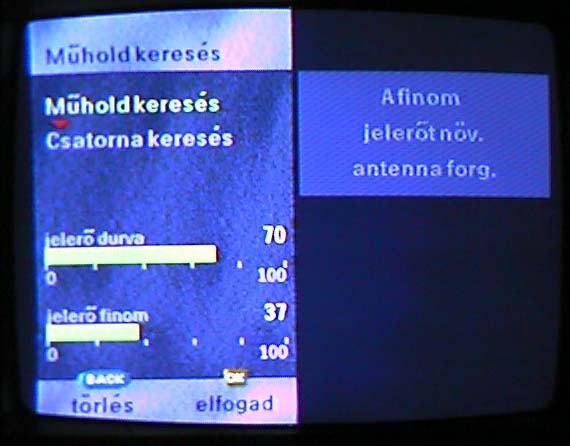 Műhold keresés
Műhold keresés
Csatorna keresés
A finom
jelerőt növ.
antenna forg.
jelerő durva 70
0 100
jelerő finom 37
0 100
BACK OK
törlés elfogad